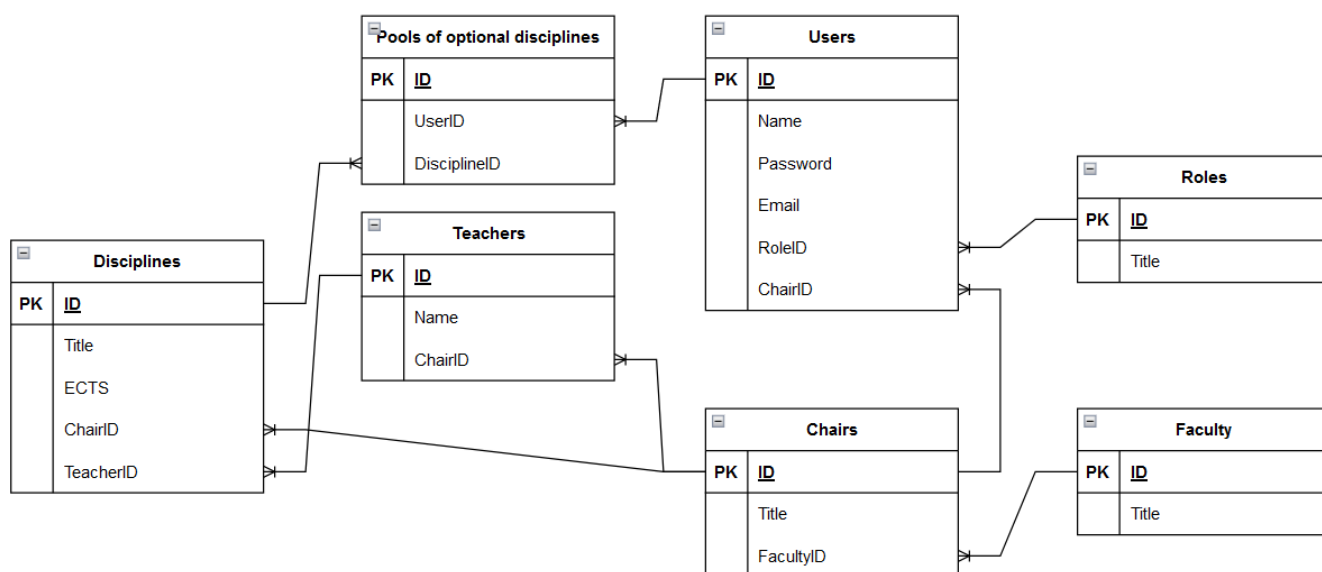 Pools of optional disciplines
PK ID
UserID
DisciplineID
Users
PK ID
Name
Password
Email
RoleID
ChairID
Roles
PK ID
Title
Teachers
PK ID
Name
ChairID
Disciplines
PK ID
Title
ECTS
ChairID
TeacherID
Chairs
PK ID
Title
FacultyID
Faculty
PK ID
Title